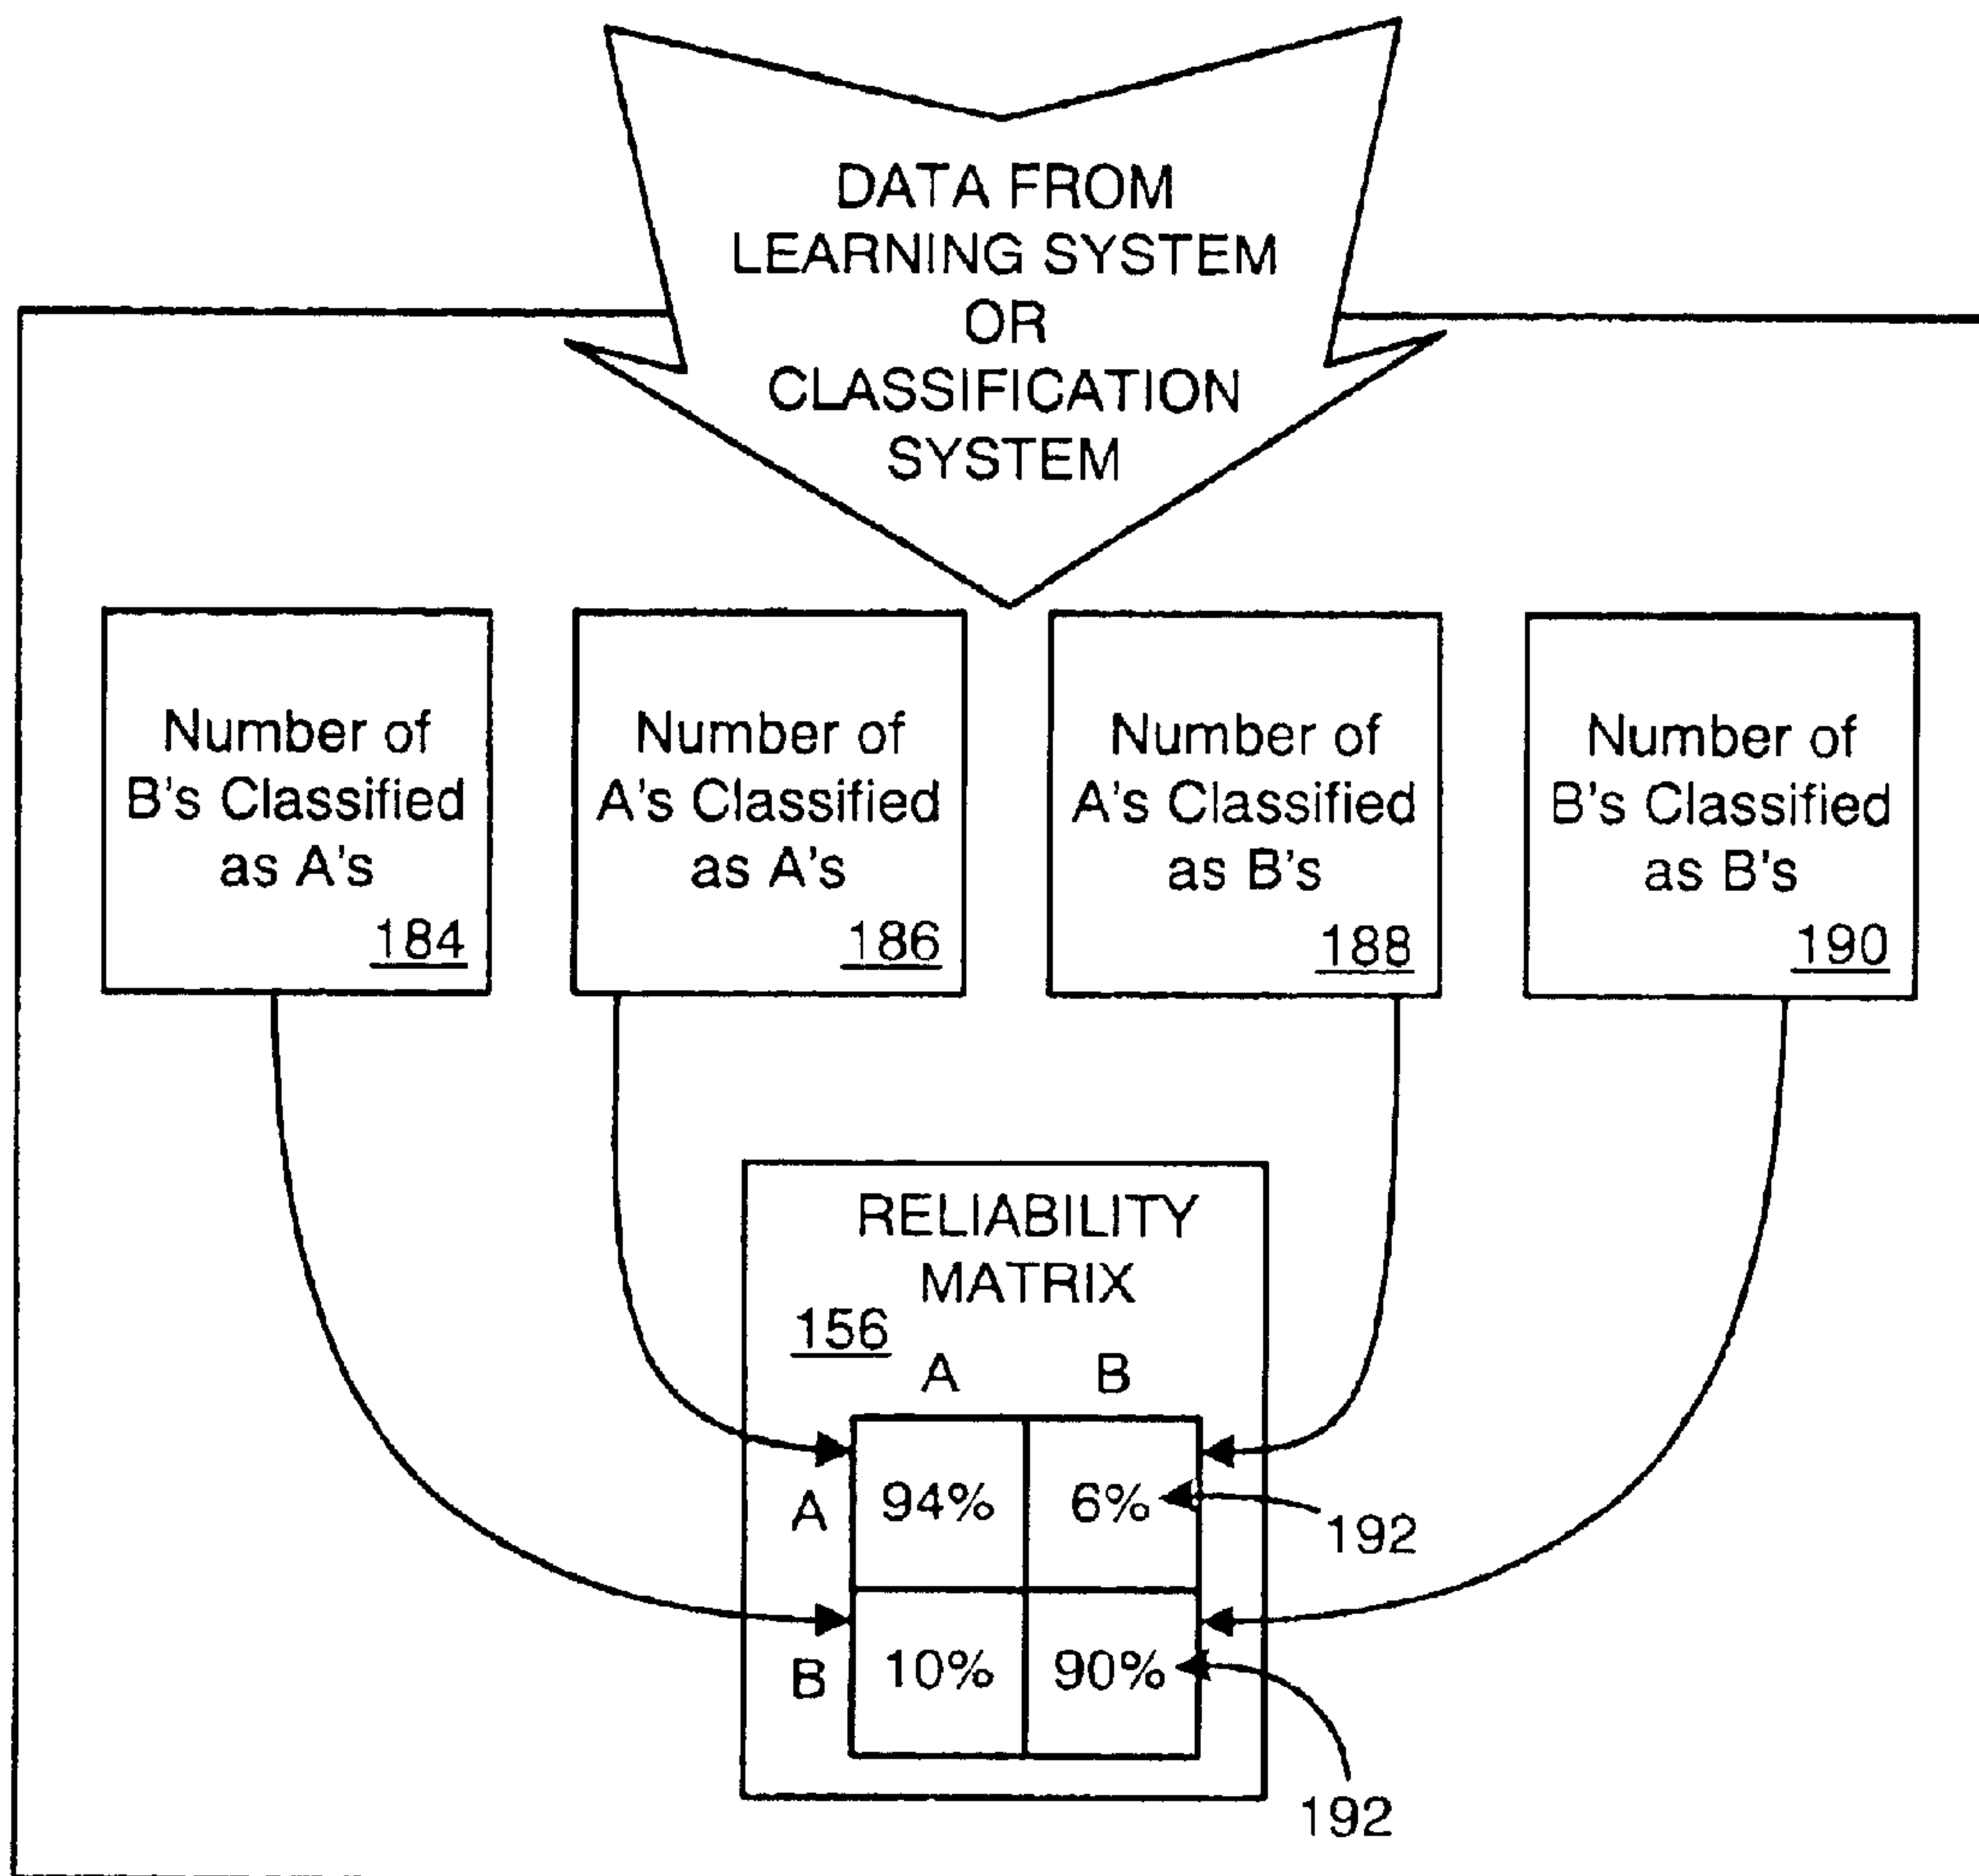 DATA FROM
LEARNING SYSTEM
OR
CLASSIFICATION
SYSTEM
Number of
B's Classified
as A's
184
Number of
A's Classified
as A's
186
Number of
A's Classified
as B's
188
Number of
B's Classified
as B's
190
RELIABILITY
MATRIX
156
A B
A 94% 6%
192
B 10% 90%
192